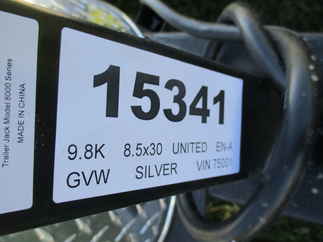 Trailer Jack Model 8000 Series
MADE IN CHINA
15341
9.8K 8.5x30 UNITED EN-A
GVW SILVER VIN 75001